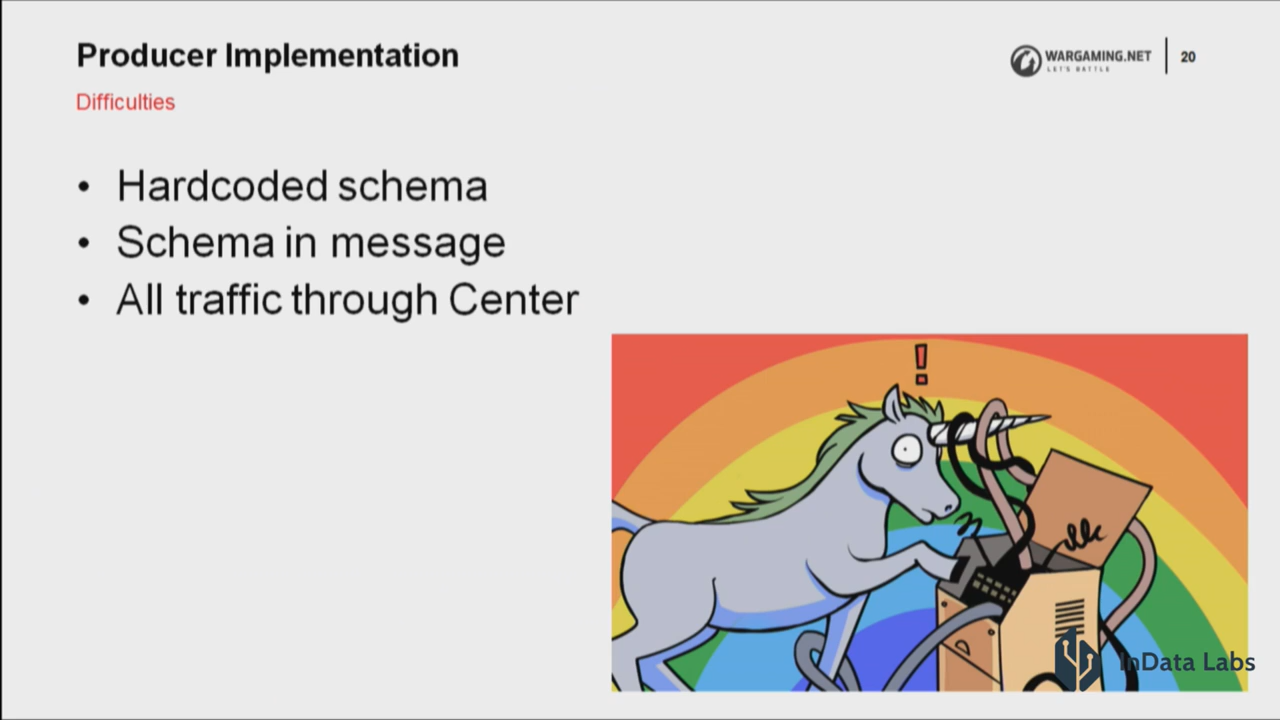 Producer Implementation
WARGAMING.NET
LET'S BATTLE
20
Difficulties
• Hardcoded schema
• Schema in message
• All traffic through Center
!
InData Labs